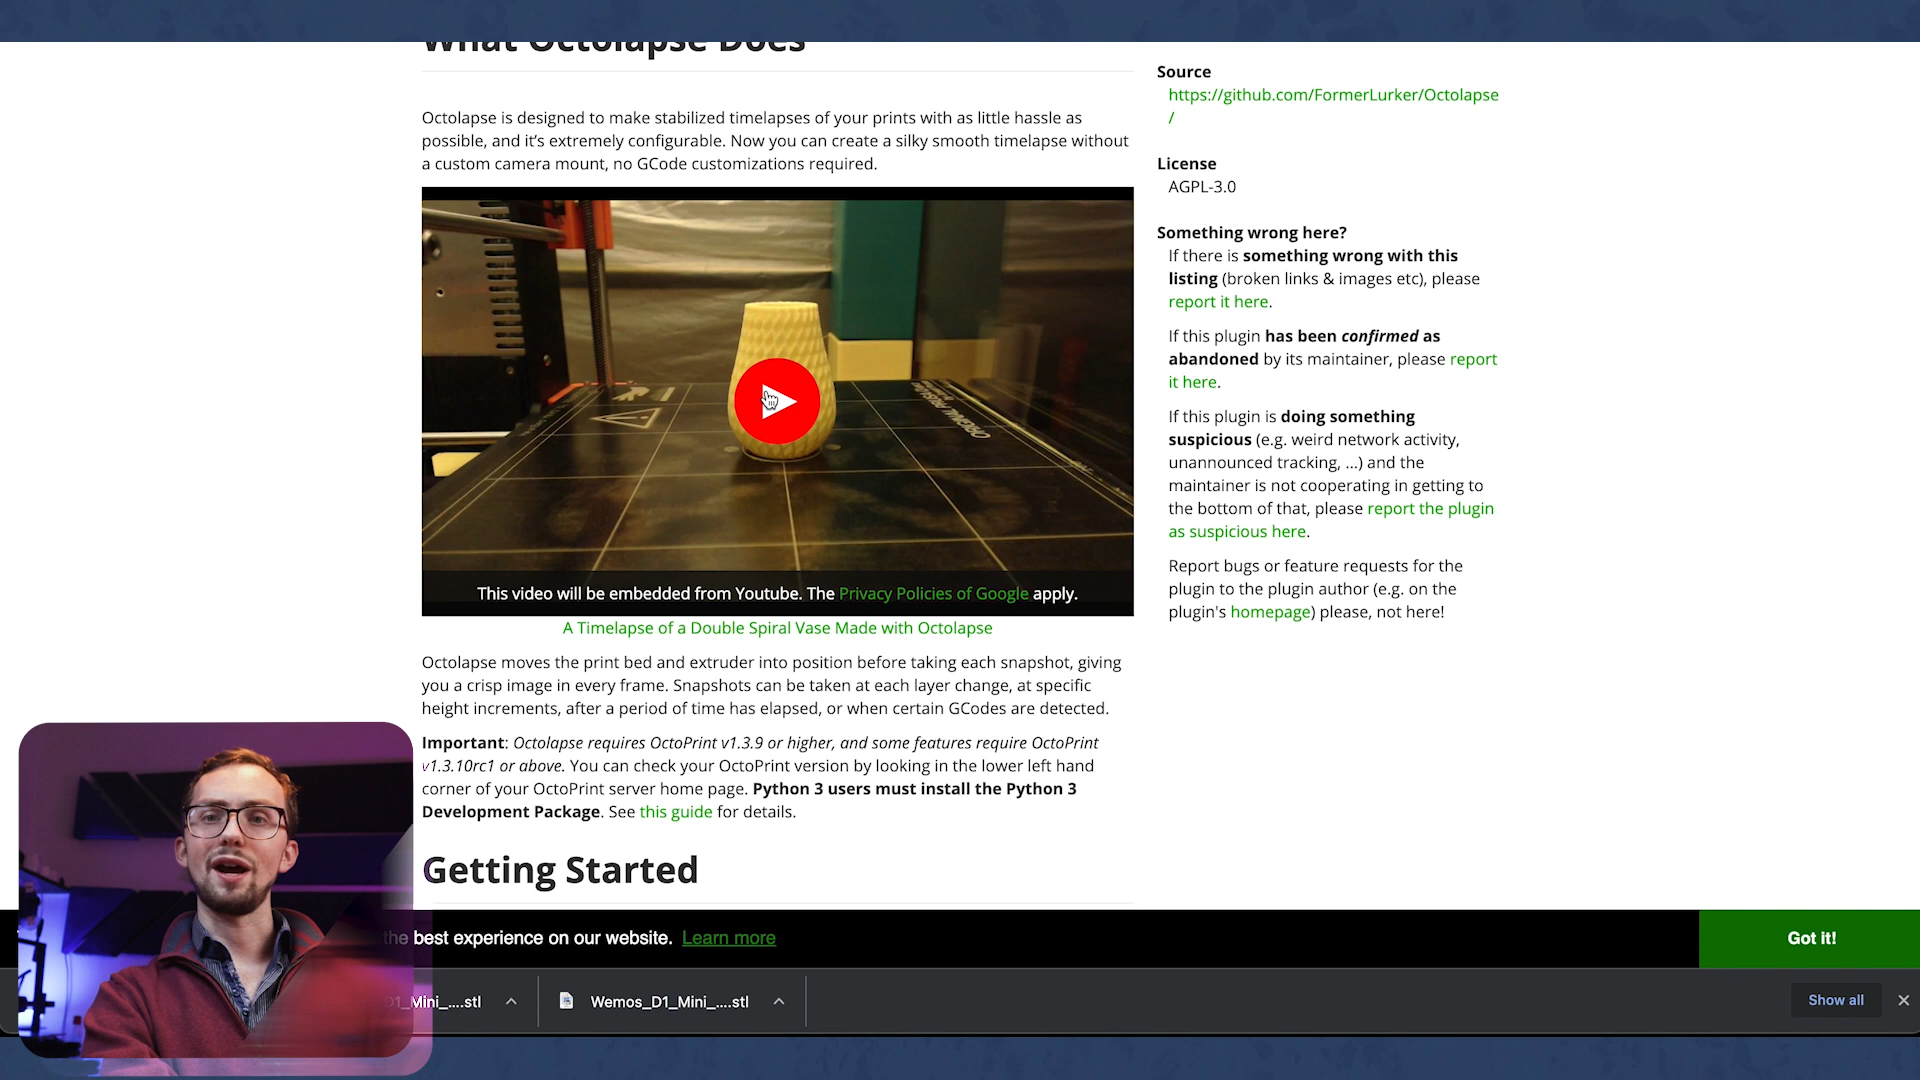 What Octolapse Does
Octolapse is designed to make stabilized timelapses of your prints with as little hassle as
possible, and it's extremely configurable. Now you can create a silky smooth timelapse without
a custom camera mount, no GCode customizations required.
This video will be embedded from Youtube. The Privacy Policies of Google apply.
A Timelapse of a Double Spiral Vase Made with Octolapse
Octolapse moves the print bed and extruder into position before taking each snapshot, giving
you a crisp image in every frame. Snapshots can be taken at each layer change, at specific
height increments, after a period of time has elapsed, or when certain GCodes are detected.
Important: Octolapse requires OctoPrint v1.3.9 or higher, and some features require OctoPrint
v1.3.10rc1 or above. You can check your OctoPrint version by looking in the lower left hand
corner of your OctoPrint server home page. Python 3 users must install the Python 3
Development Package. See this guide for details.
Getting Started
Source
https://github.com/FormerLurker/Octolapse
/
License
AGPL-3.0
Something wrong here?
If there is something wrong with this
listing (broken links & images etc), please
report it here.
If this plugin has been confirmed as
abandoned by its maintainer, please report
it here.
If this plugin is doing something
suspicious (e.g. weird network activity,
unannounced tracking, ...) and the
maintainer is not cooperating in getting to
the bottom of that, please report the plugin
as suspicious here.
Report bugs or feature requests for the
plugin to the plugin author (e.g. on the
plugin's homepage) please, not here!
the best experience on our website. Learn more
Got it!
D1_Mini_....stl
Wemos_D1_Mini_....stl
Show all